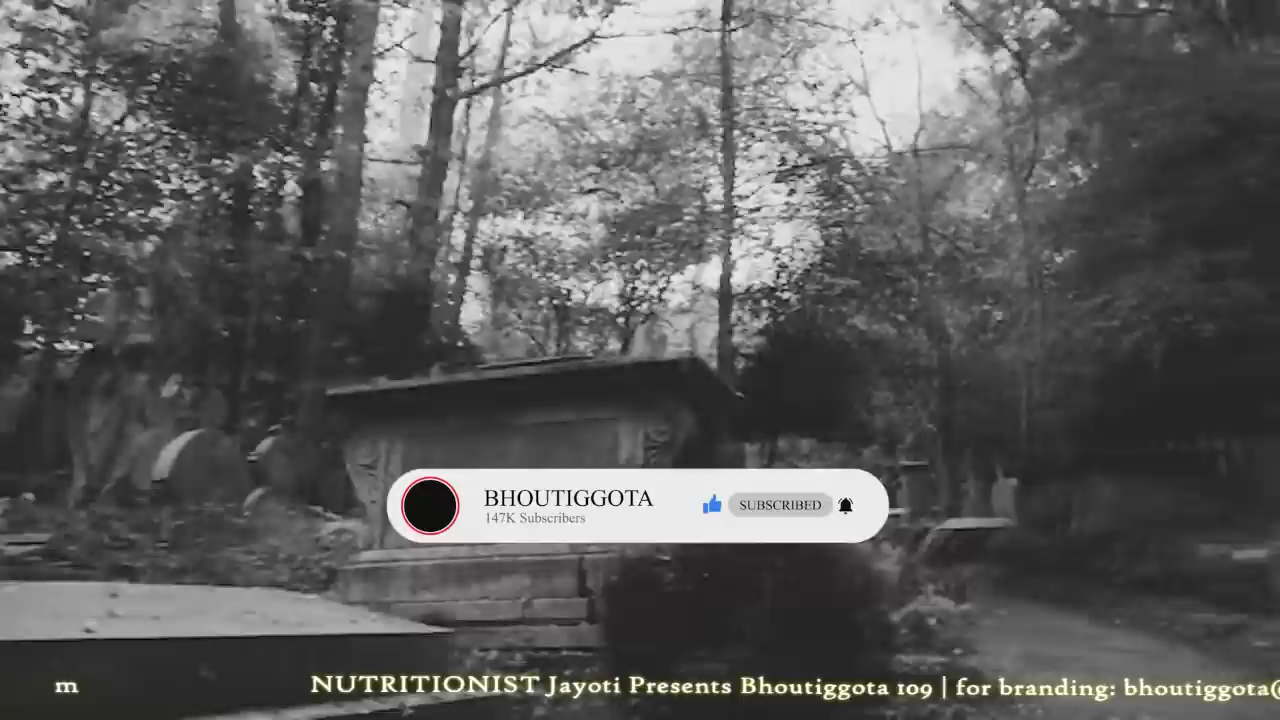 BHOUTIGGOTA
147K Subscribers
SUBSCRIBED
m NUTRITIONIST Jayoti Presents Bhoutiggota 109 | for branding: bhoutiggota@